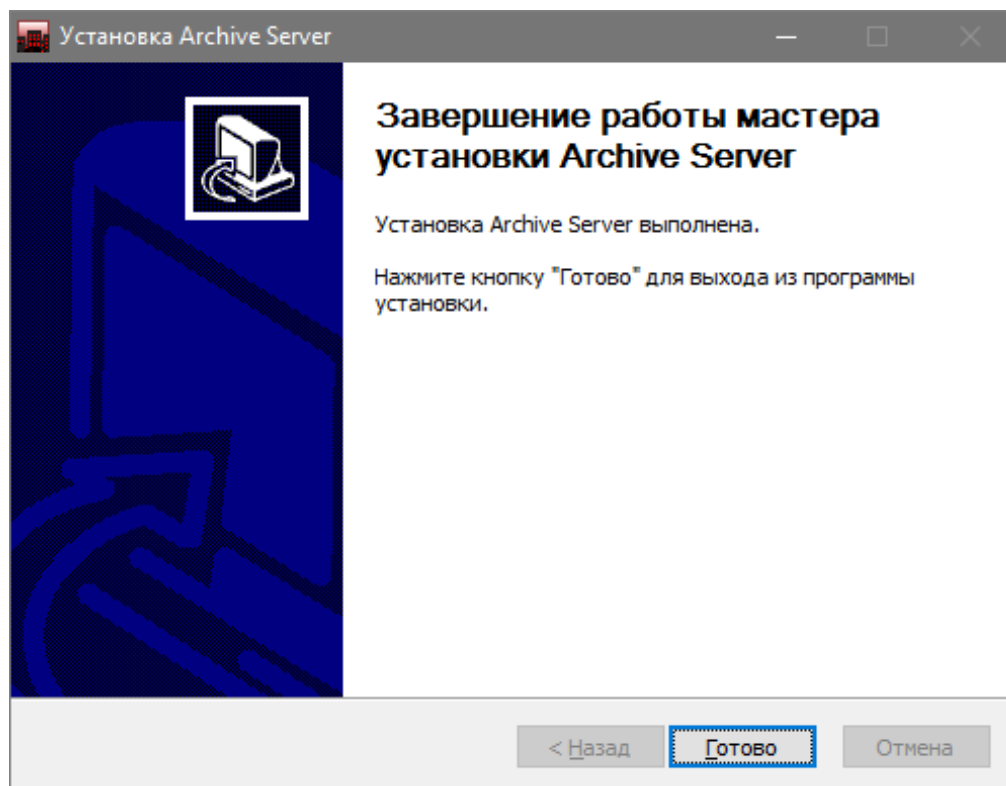 Установка Archive Server
Завершение работы мастера
установки Archive Server
Установка Archive Server выполнена.
Нажмите кнопку "Готово" для выхода из программы
установки.
< Назад
Готово
Отмена